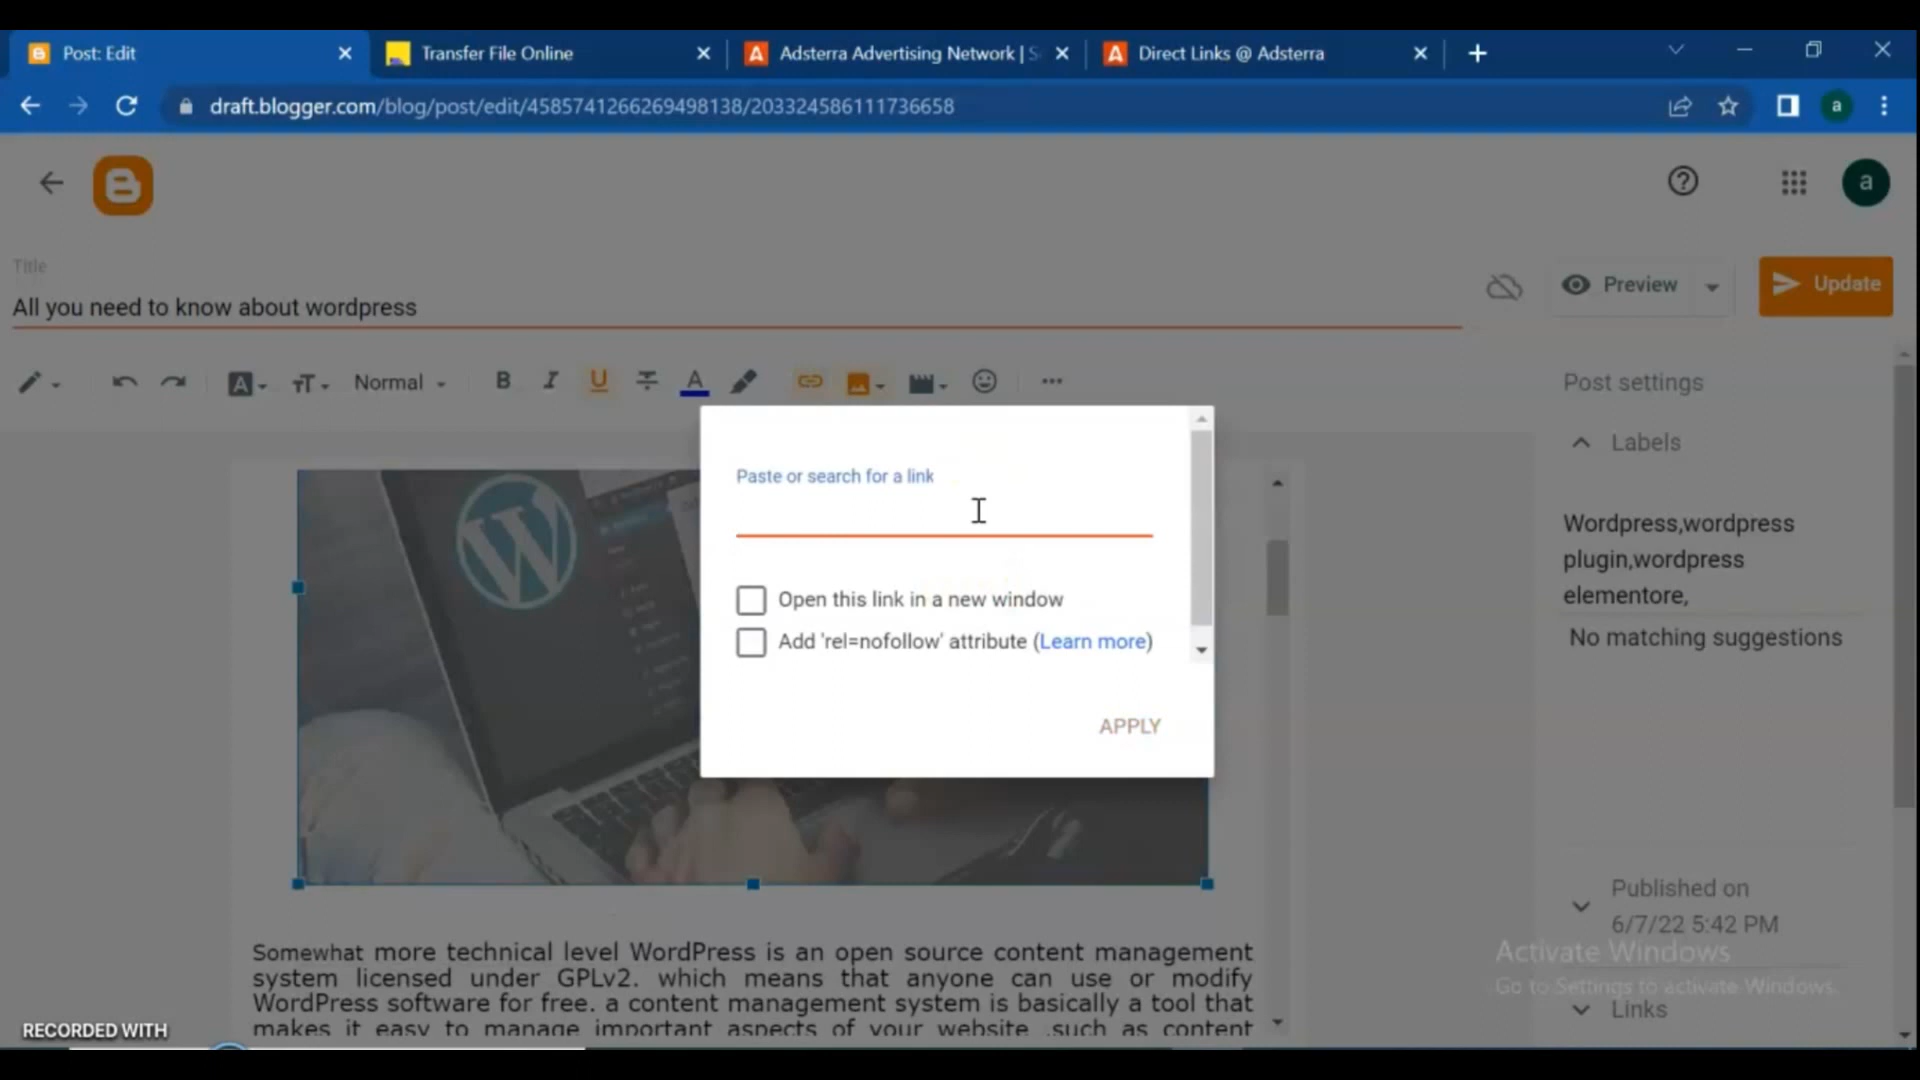 Post: Edit
Transfer File Online
Adsterra Advertising Network | S
Direct Links @ Adsterra
draft.blogger.com/blog/post/edit/4585741266269498138/203324586111736658
a
a
Title
All you need to know about wordpress
Preview
Update
Normal
Post settings
Labels
Paste or search for a link
Wordpress,wordpress
plugin,wordpress
elementore,
No matching suggestions
Open this link in a new window
Add 'rel=nofollow' attribute (Learn more)
APPLY
Published on
6/7/22 5:42 PM
Activate Windows
Go to Settings to activate Windows.
Links
Somewhat more technical level WordPress is an open source content management
system licensed under GPLv2. which means that anyone can use or modify
WordPress software for free. a content management system is basically a tool that
makes it easy to manage important aspects of your website .such as content
RECORDED WITH